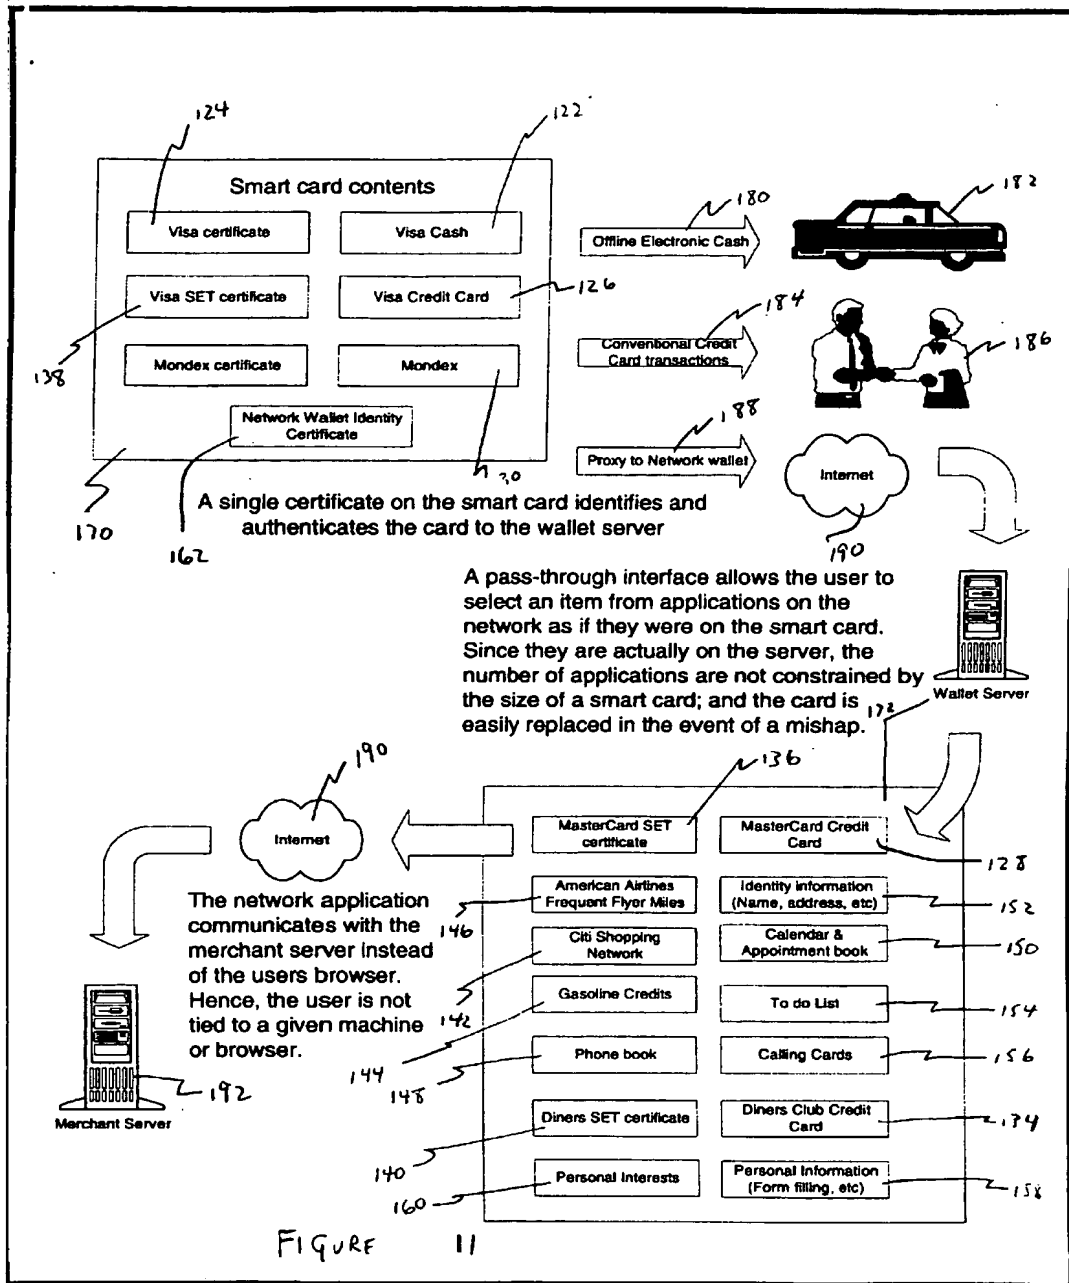 124
122
Smart card contents
Visa certificate
Visa Cash
180
Offline Electronic Cash
182
Visa SET certificate
Visa Credit Card
126
184
Conventional Credit
Card transactions
186
138
Mondex certificate
Mondex
Network Wallet Identity
Certificate
188
Proxy to Network wallet
Internet
170
162
30
190
A single certificate on the smart card identifies and
authenticates the card to the wallet server
A pass-through interface allows the user to
select an item from applications on the
network as if they were on the smart card.
Since they are actually on the server, the
number of applications are not constrained by
the size of a smart card; and the card is
easily replaced in the event of a mishap.
Wallet Server
172
190
Internet
136
MasterCard SET
certificate
MasterCard Credit
Card
128
The network application
communicates with the
merchant server instead
of the users browser.
Hence, the user is not
tied to a given machine
or browser.
146
American Airlines
Frequent Flyer Miles
Identity information
(Name, address, etc)
152
Citi Shopping
Network
Calendar &
Appointment book
150
142
Gasoline Credits
To do List
154
144
148
Phone book
Calling Cards
156
192
Merchant Server
Diners SET certificate
Diners Club Credit
Card
134
140
160
Personal Interests
Personal Information
(Form filling, etc)
158
FIGURE 11